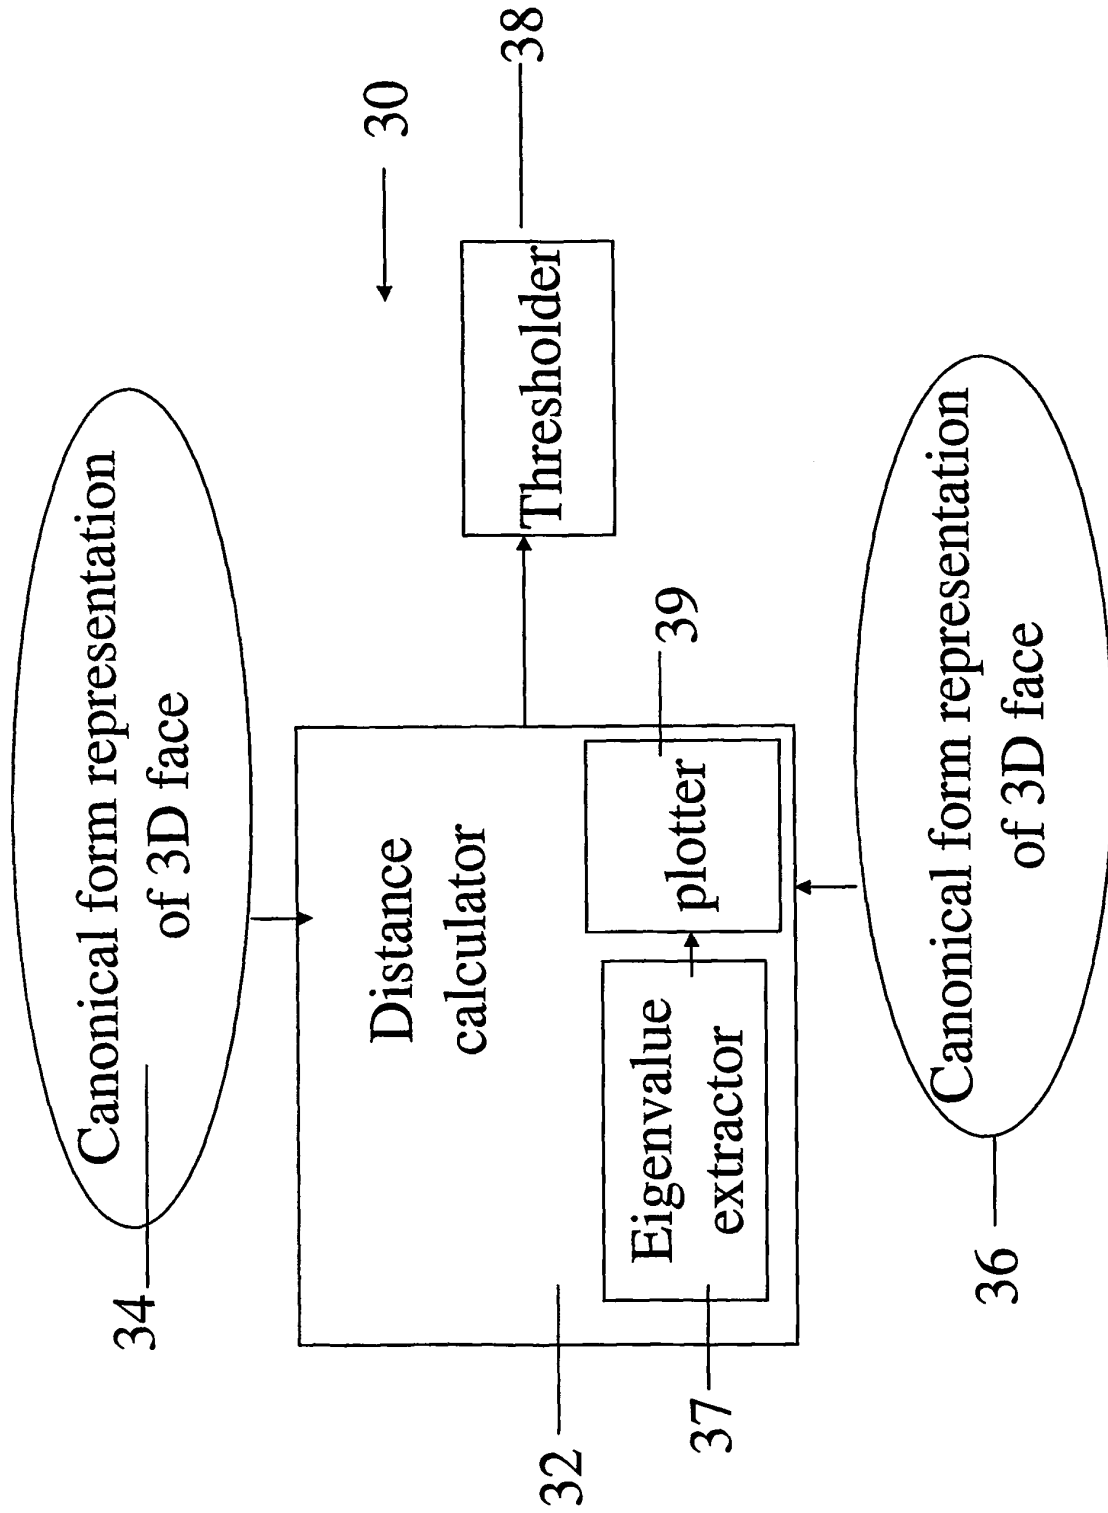 Canonical form representation
of 3D face
34
30
Distance
calculator
32
Thresholder
38
Eigenvalue
extractor
37
plotter
39
Canonical form representation
of 3D face
36